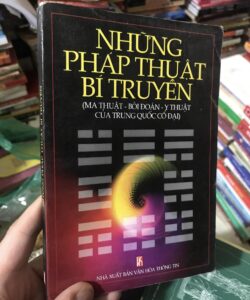 NHỮNG
PHÁP THUẬT
BÍ TRUYỀN
(MA THUẬT - BÓI ĐOÁN - Y THUẬT
CỦA TRUNG QUỐC CỔ ĐẠI)
NHÀ XUẤT BẢN VĂN HÓA THÔNG TIN